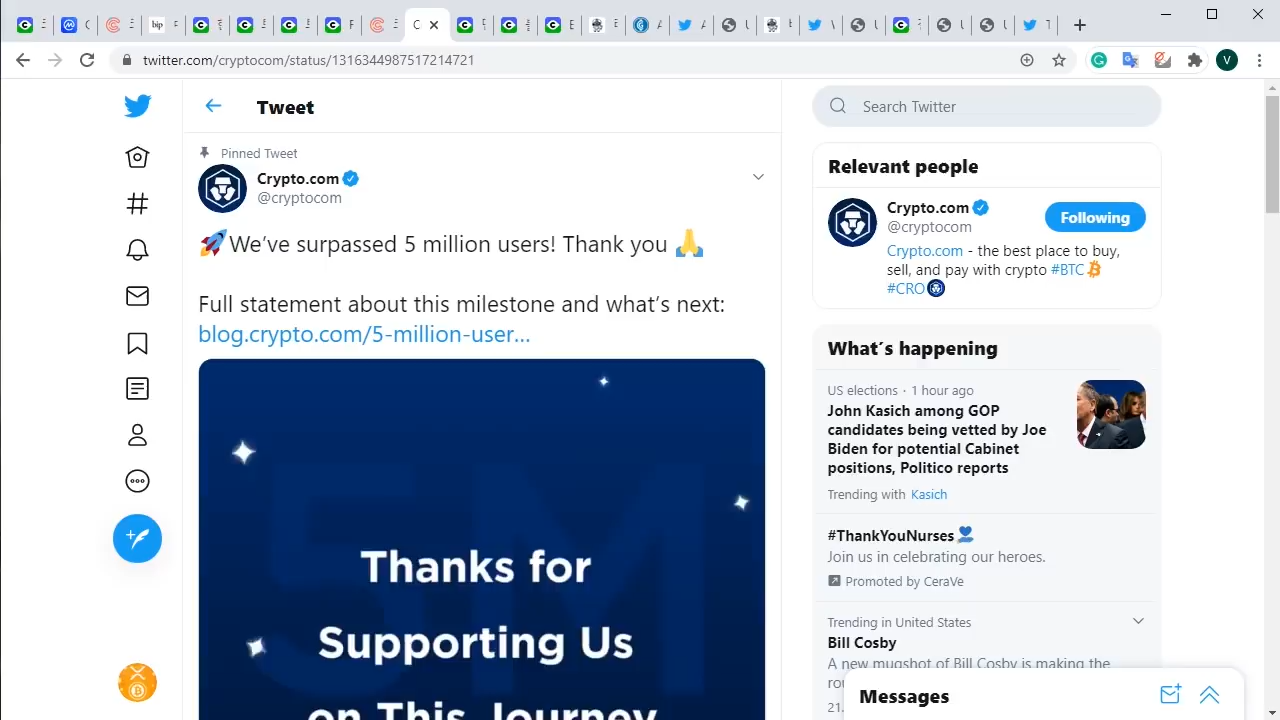 twitter.com/cryptocom/status/1316344987517214721
V
Tweet
Pinned Tweet
Crypto.com
@cryptocom
🚀We've surpassed 5 million users! Thank you 🙏
Full statement about this milestone and what's next:
blog.crypto.com/5-million-user...
5M
Thanks for
Supporting Us
on This Journey
Search Twitter
Relevant people
Crypto.com
@cryptocom
Following
Crypto.com - the best place to buy,
sell, and pay with crypto #BTC
#CRO
What's happening
US elections · 1 hour ago
John Kasich among GOP
candidates being vetted by Joe
Biden for potential Cabinet
positions, Politico reports
Trending with Kasich
#ThankYouNurses
Join us in celebrating our heroes.
Promoted by CeraVe
Trending in United States
Bill Cosby
A new mugshot of Bill Cosby is making the
21.
Messages